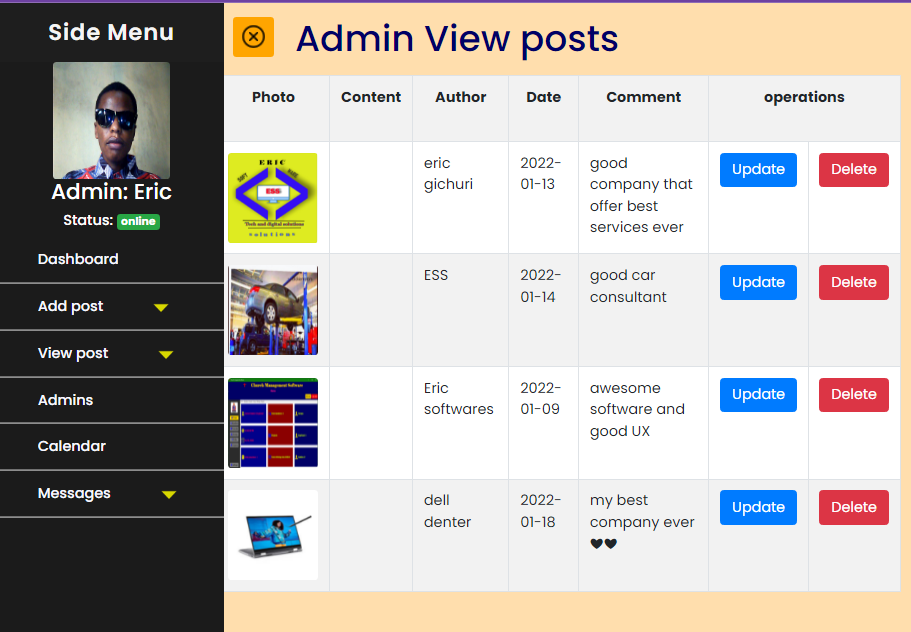 Side Menu
Admin: Eric
Status: online
Dashboard
Add post
View post
Admins
Calendar
Messages
Admin View posts
Photo Content Author Date Comment operations
ERIC
SOFT WARE
ESS
Tech and digital solutions
solutions
eric
gichuri
2022-
01-13
good
company that
offer best
services ever
Update Delete
ESS
2022-
01-14
good car
consultant
Update Delete
Eric
softwares
2022-
01-09
awesome
software and
good UX
Update Delete
dell
denter
2022-
01-18
my best
company ever
🖤🖤
Update Delete